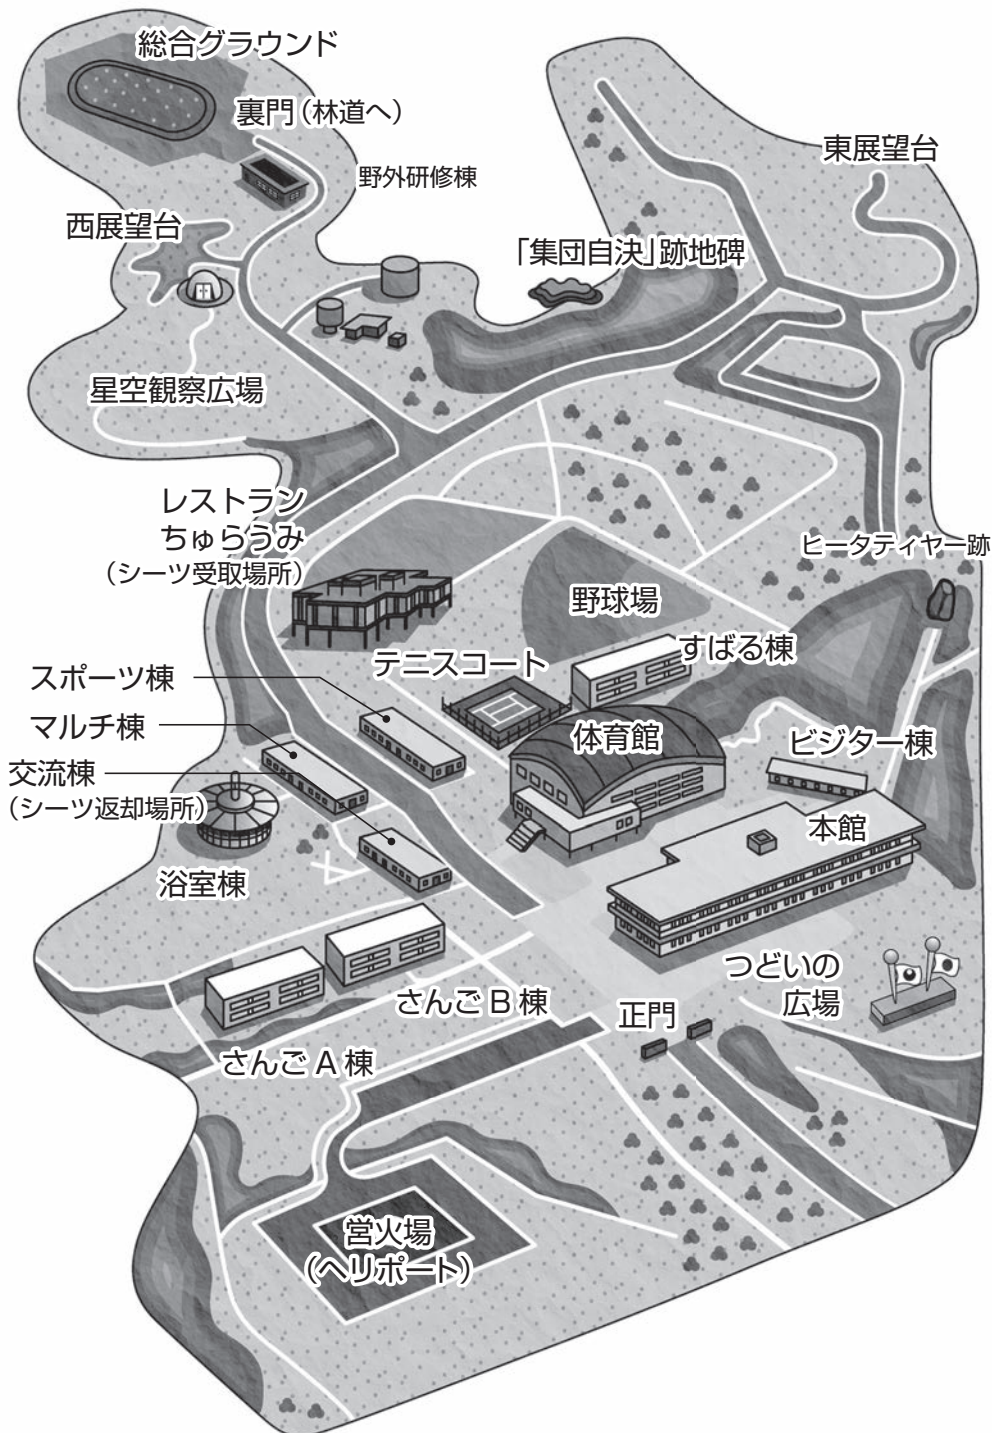 総合グラウンド
裏門(林道へ)
野外研修棟
東展望台
西展望台
「集団自決」跡地碑
星空観察広場
レストラン
ちゅらうみ
(シーツ受取場所)
ヒータティヤー跡
野球場
すばる棟
テニスコート
スポーツ棟
体育館
ビジター棟
マルチ棟
交流棟
(シーツ返却場所)
本館
浴室棟
つどいの
広場
さんごB棟
正門
さんごA棟
営火場
(ヘリポート)